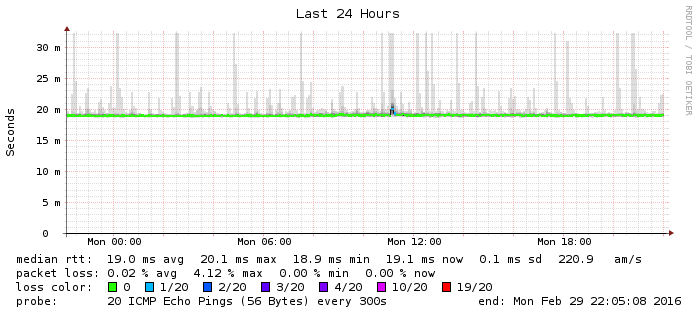 Last 24 Hours
RRDTOOL / TOBI OETIKER
Seconds
30 m
25 m
20 m
15 m
10 m
5 m
0
Mon 00:00 Mon 06:00 Mon 12:00 Mon 18:00
median rtt: 19.0 ms avg 20.1 ms max 18.9 ms min 19.1 ms now 0.1 ms sd 220.9 am/s
packet loss: 0.02 % avg 4.12 % max 0.00 % min 0.00 % now
loss color: 0 1/20 2/20 3/20 4/20 10/20 19/20
probe: 20 ICMP Echo Pings (56 Bytes) every 300s end: Mon Feb 29 22:05:08 2016